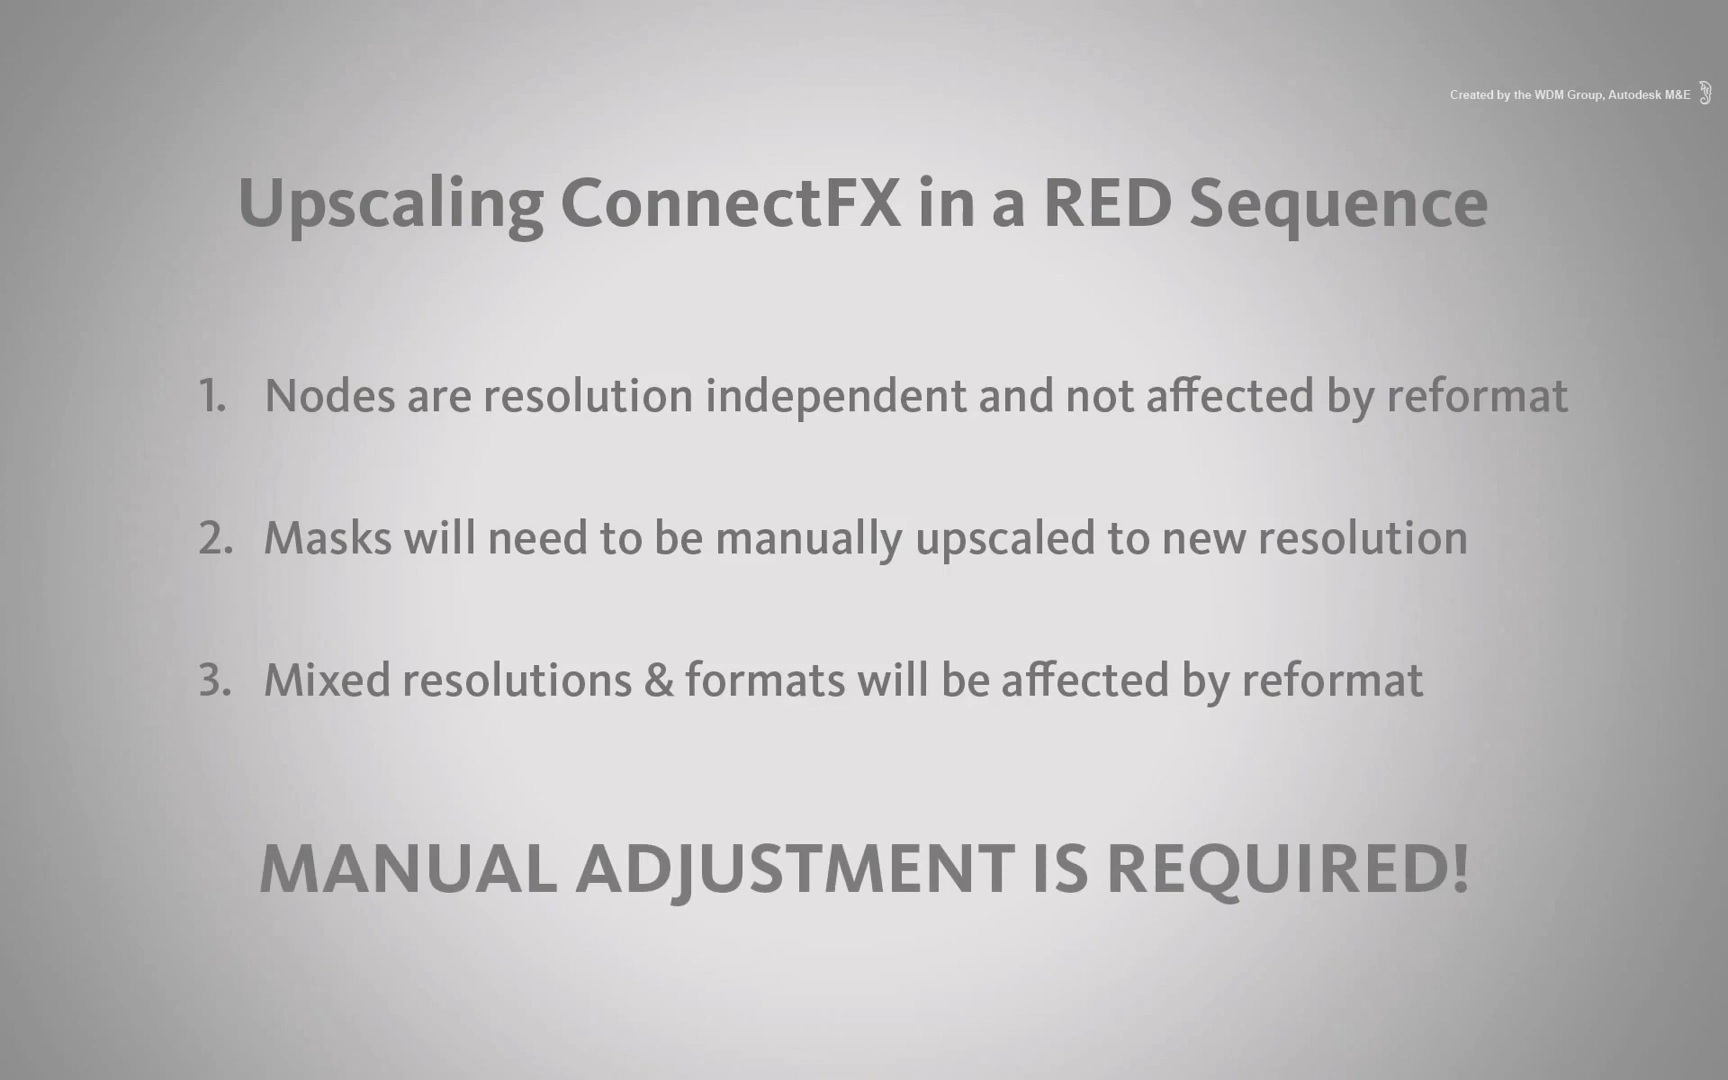 Created by the WDM Group, Autodesk M&E
Upscaling ConnectFX in a RED Sequence
1. Nodes are resolution independent and not affected by reformat
2. Masks will need to be manually upscaled to new resolution
3. Mixed resolutions & formats will be affected by reformat
MANUAL ADJUSTMENT IS REQUIRED!